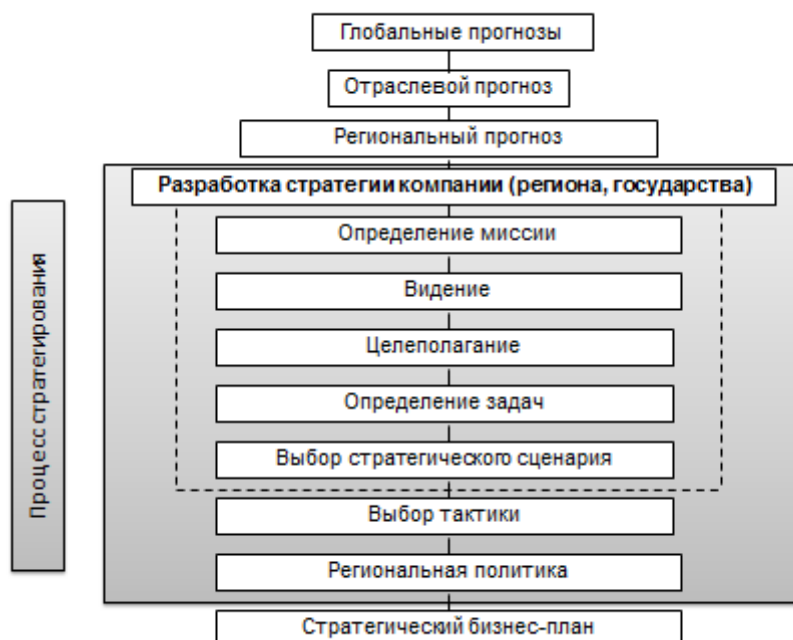 Глобальные прогнозы
Отраслевой прогноз
Региональный прогноз
Разработка стратегии компании (региона, государства)
Процесс стратегирования
Определение миссии
Видение
Целеполагание
Определение задач
Выбор стратегического сценария
Выбор тактики
Региональная политика
Стратегический бизнес-план